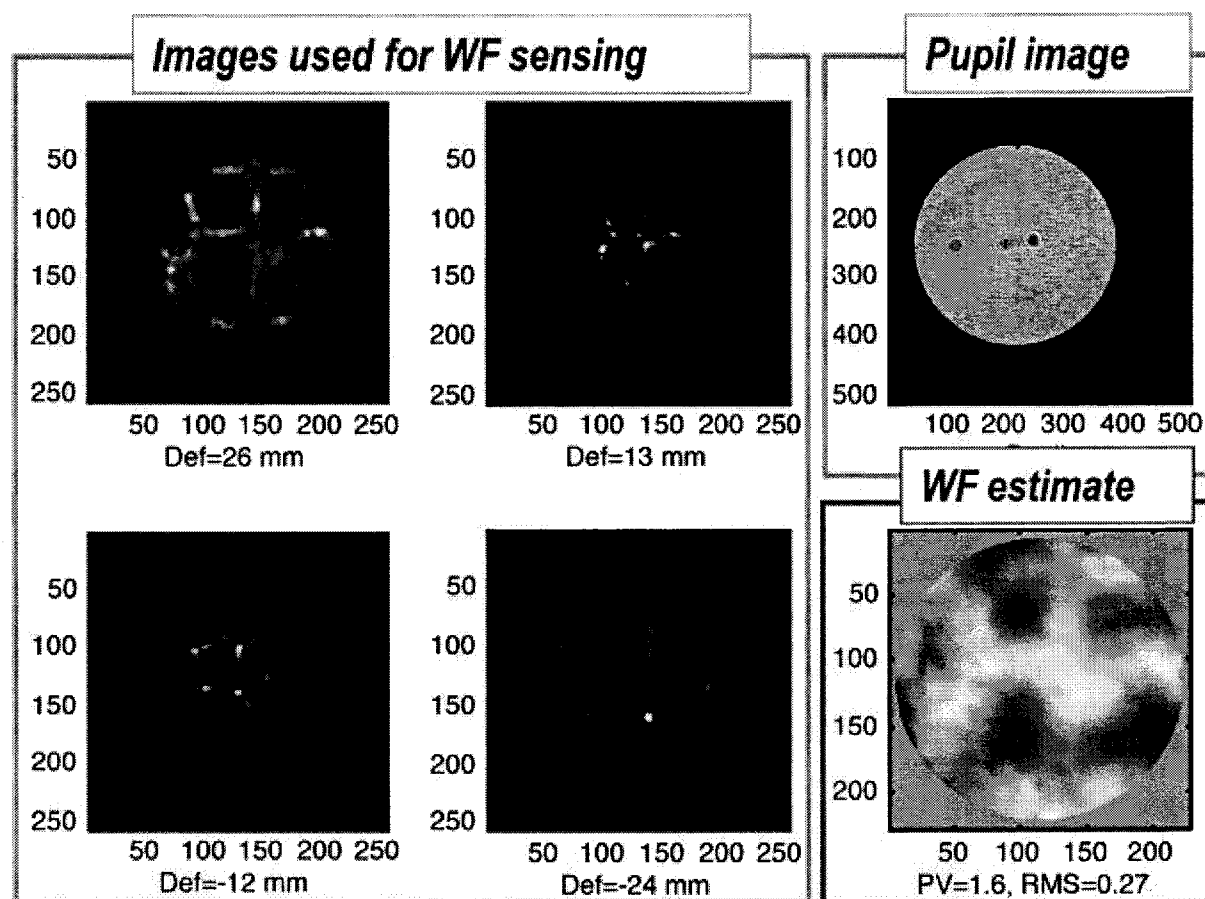 Images used for WF sensing
50
100
150
200
250
50 100 150 200 250
Def=26 mm
50
100
150
200
250
50 100 150 200 250
Def=13 mm
50
100
150
200
250
50 100 150 200 250
Def=-12 mm
50
100
150
200
250
50 100 150 200 250
Def=-24 mm
Pupil image
100
200
300
400
500
100 200 300 400 500
WF estimate
50
100
150
200
50 100 150 200
PV=1.6, RMS=0.27